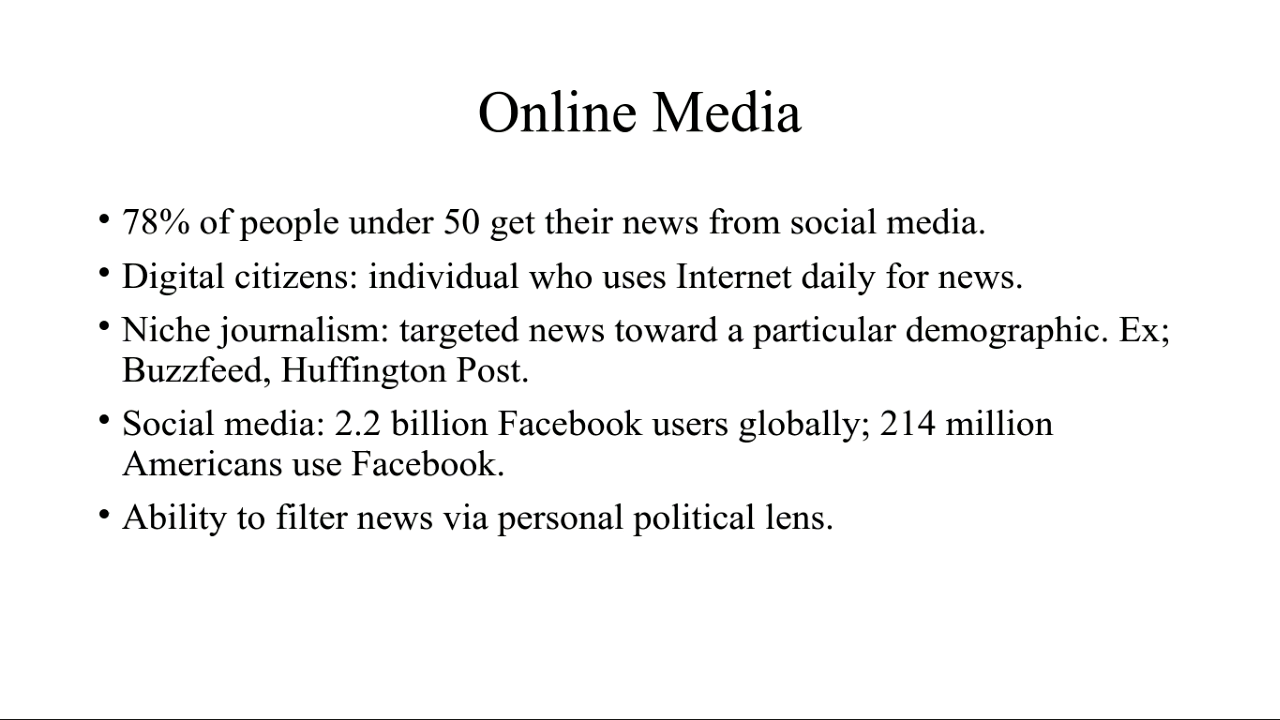 Online Media
• 78% of people under 50 get their news from social media.
• Digital citizens: individual who uses Internet daily for news.
• Niche journalism: targeted news toward a particular demographic. Ex;
Buzzfeed, Huffington Post.
• Social media: 2.2 billion Facebook users globally; 214 million
Americans use Facebook.
• Ability to filter news via personal political lens.